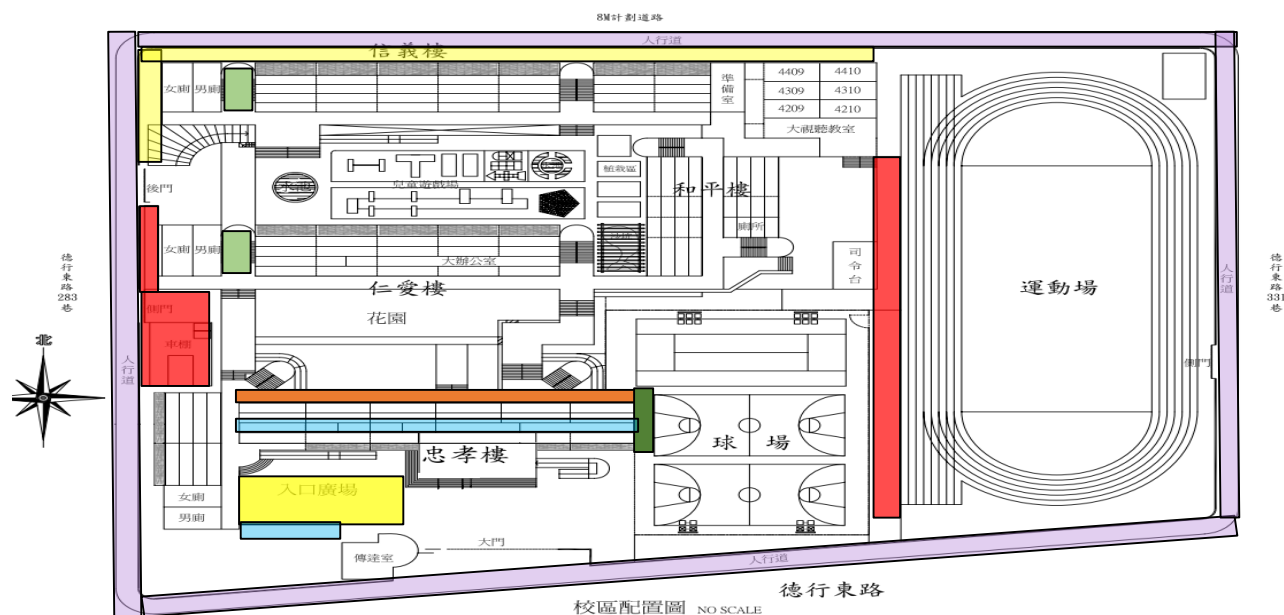 8M計劃道路
人行道
信義樓
女廁 男廁
準備室
4409 4410
4309 4310
4209 4210
大視聽教室
後門
水池
兒童遊戲場
植栽區
和平樓
廁所
女廁 男廁
大辦公室
司令台
運動場
仁愛樓
花園
側門
車棚
德行東路283巷
北
人行道
人行道
德行東路331巷
側門
球場
忠孝樓
入口廣場
女廁
男廁
傳達室
大門
人行道
德行東路
校區配置圖 NO SCALE